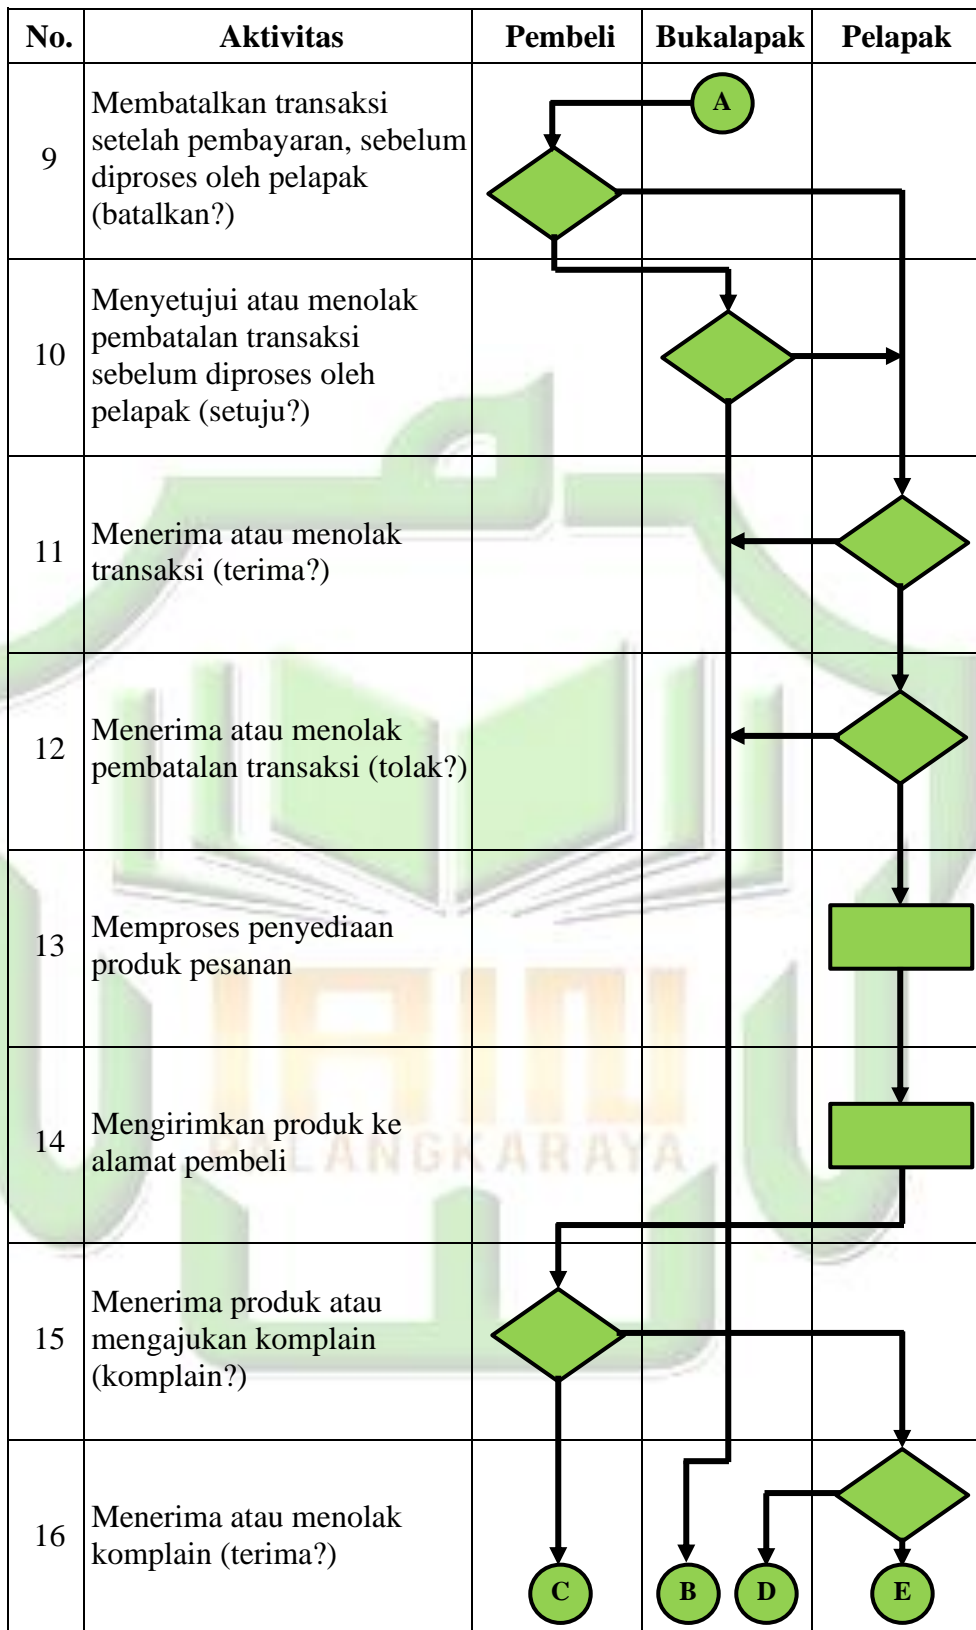 No. Aktivitas Pembeli Bukalapak Pelapak
A
9
Membatalkan transaksi
setelah pembayaran, sebelum
diproses oleh pelapak
(batalkan?)
10
Menyetujui atau menolak
pembatalan transaksi
sebelum diproses oleh
pelapak (setuju?)
11
Menerima atau menolak
transaksi (terima?)
12
Menerima atau menolak
pembatalan transaksi (tolak?)
13
Memproses penyediaan
produk pesanan
IAIN
14
Mengirimkan produk ke
alamat pembeli
PALANGKARAYA
15
Menerima produk atau
mengajukan komplain
(komplain?)
16
Menerima atau menolak
komplain (terima?)
C B D E